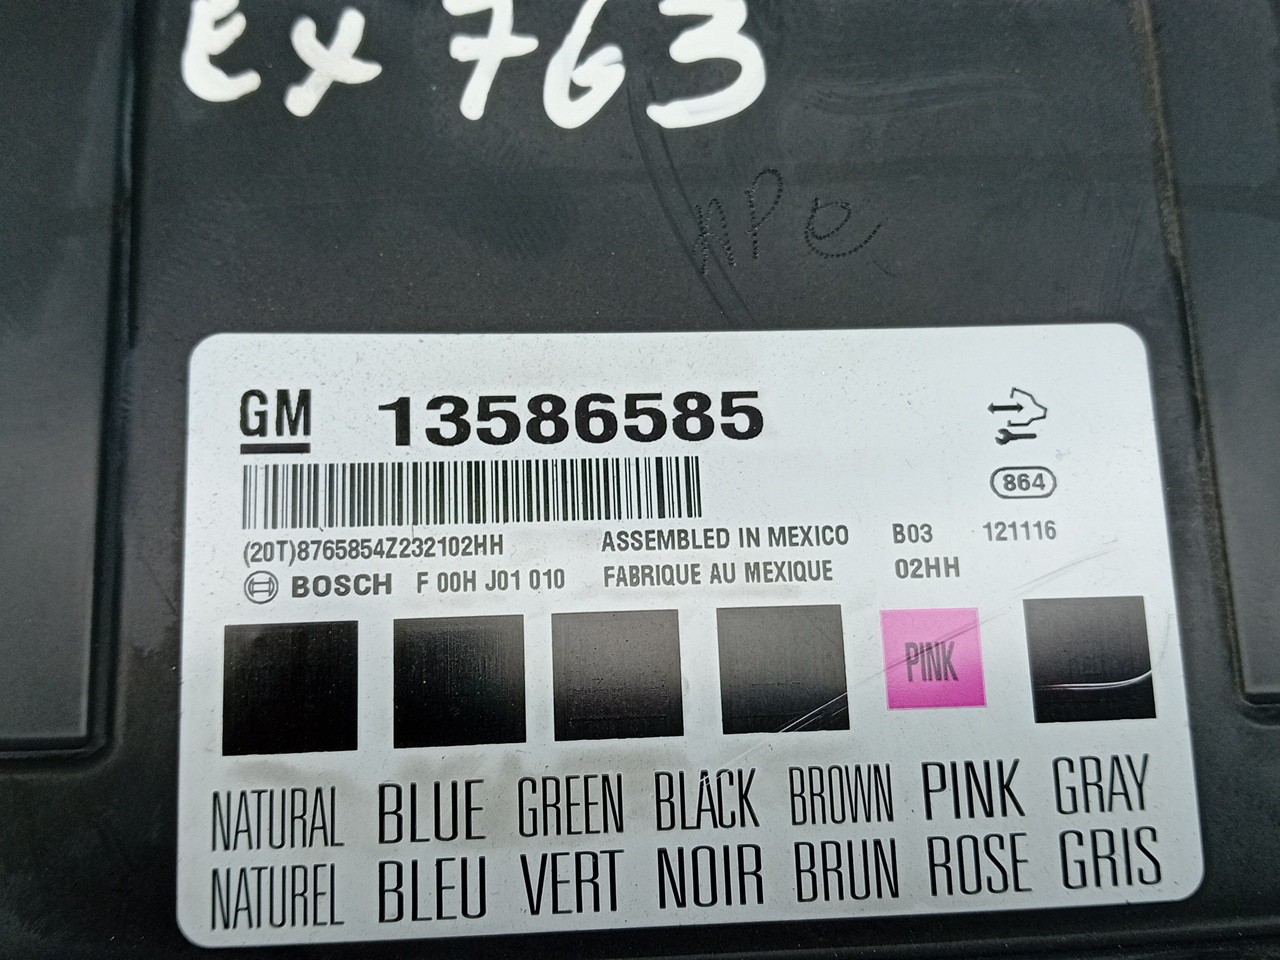 Ex 763
GM 13586585
864
(20T)8765854Z232102HH ASSEMBLED IN MEXICO B03 121116
BOSCH F 00H J01 010 FABRIQUE AU MEXIQUE 02HH
PINK
NATURAL BLUE GREEN BLACK BROWN PINK GRAY
NATUREL BLEU VERT NOIR BRUN ROSE GRIS